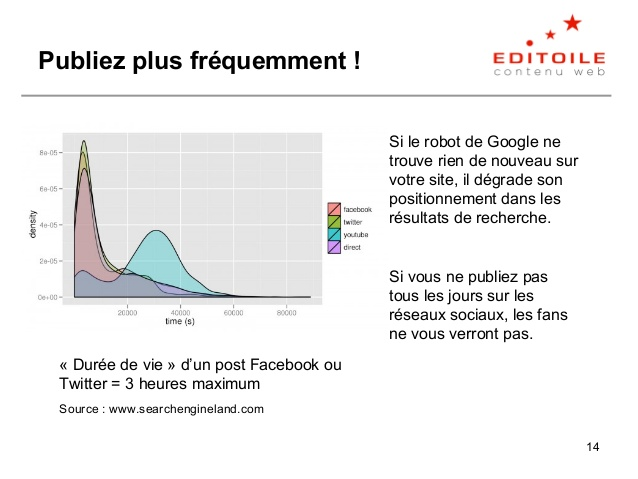 Publiez plus fréquemment !
EDITOILE
contenu web
Si le robot de Google ne
trouve rien de nouveau sur
votre site, il dégrade son
positionnement dans les
résultats de recherche.
Si vous ne publiez pas
tous les jours sur les
réseaux sociaux, les fans
ne vous verront pas.
density
8e-05
6e-05
4e-05
2e-05
0e+00
20000 40000 60000 80000
time (s)
facebook
twitter
youtube
direct
« Durée de vie » d’un post Facebook ou
Twitter = 3 heures maximum
Source : www.searchengineland.com
14